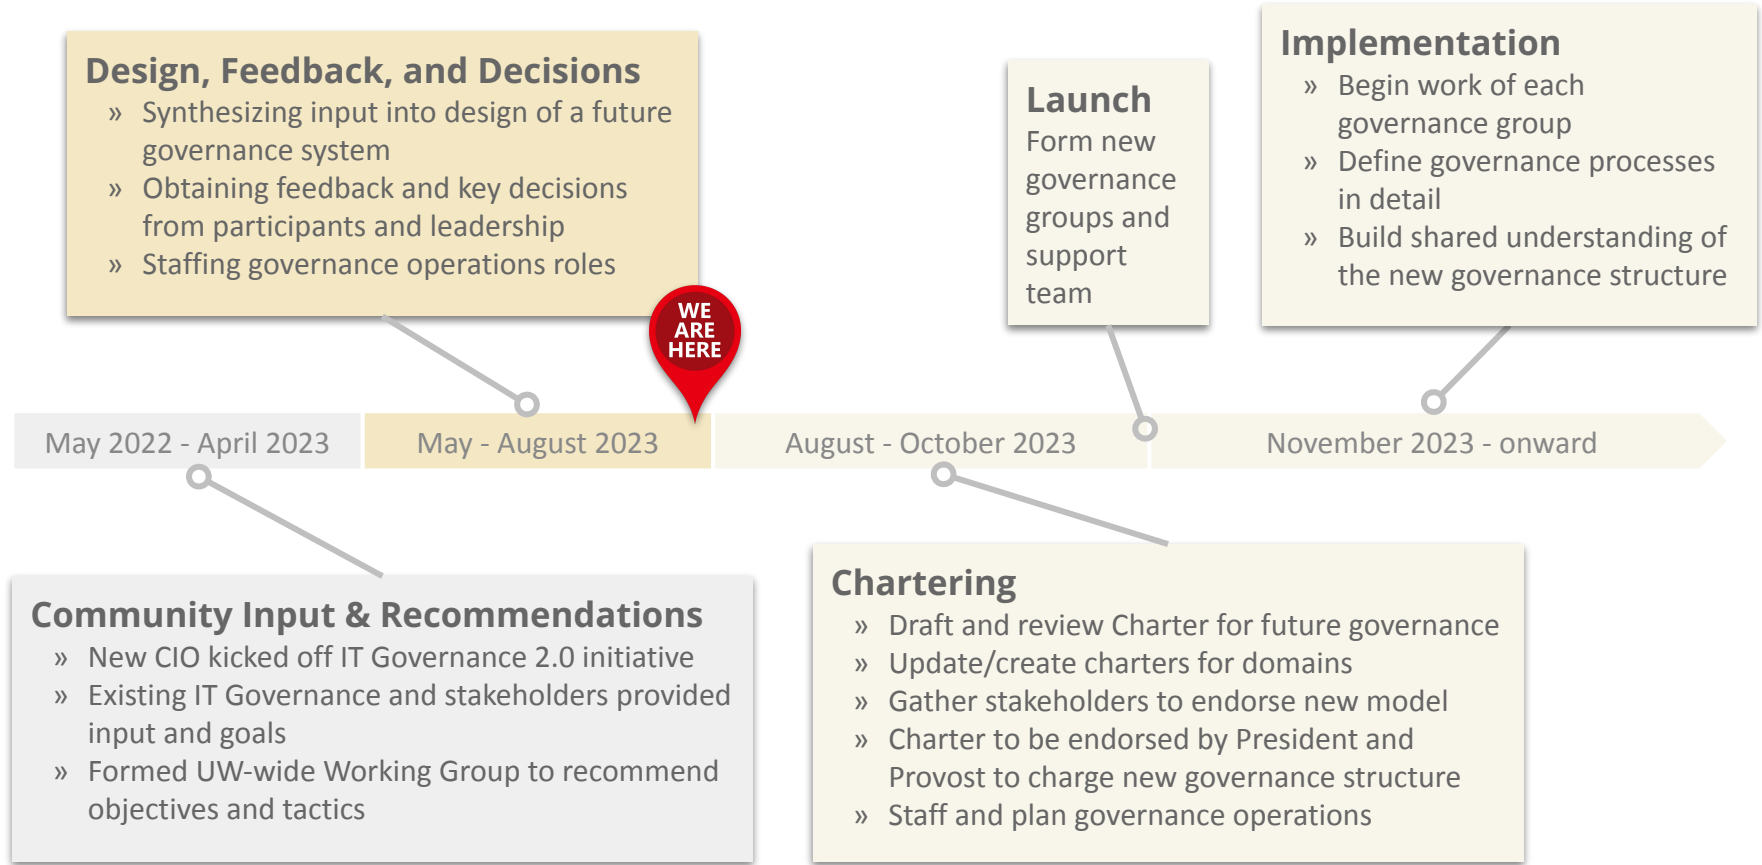 Design, Feedback, and Decisions
» Synthesizing input into design of a future
governance system
» Obtaining feedback and key decisions
from participants and leadership
» Staffing governance operations roles
WE
ARE
HERE
Launch
Form new
governance
groups and
support
team
Implementation
» Begin work of each
governance group
» Define governance processes
in detail
» Build shared understanding of
the new governance structure
May 2022 - April 2023
May - August 2023
August - October 2023
November 2023 - onward
Community Input & Recommendations
» New CIO kicked off IT Governance 2.0 initiative
» Existing IT Governance and stakeholders provided
input and goals
» Formed UW-wide Working Group to recommend
objectives and tactics
Chartering
» Draft and review Charter for future governance
» Update/create charters for domains
» Gather stakeholders to endorse new model
» Charter to be endorsed by President and
Provost to charge new governance structure
» Staff and plan governance operations